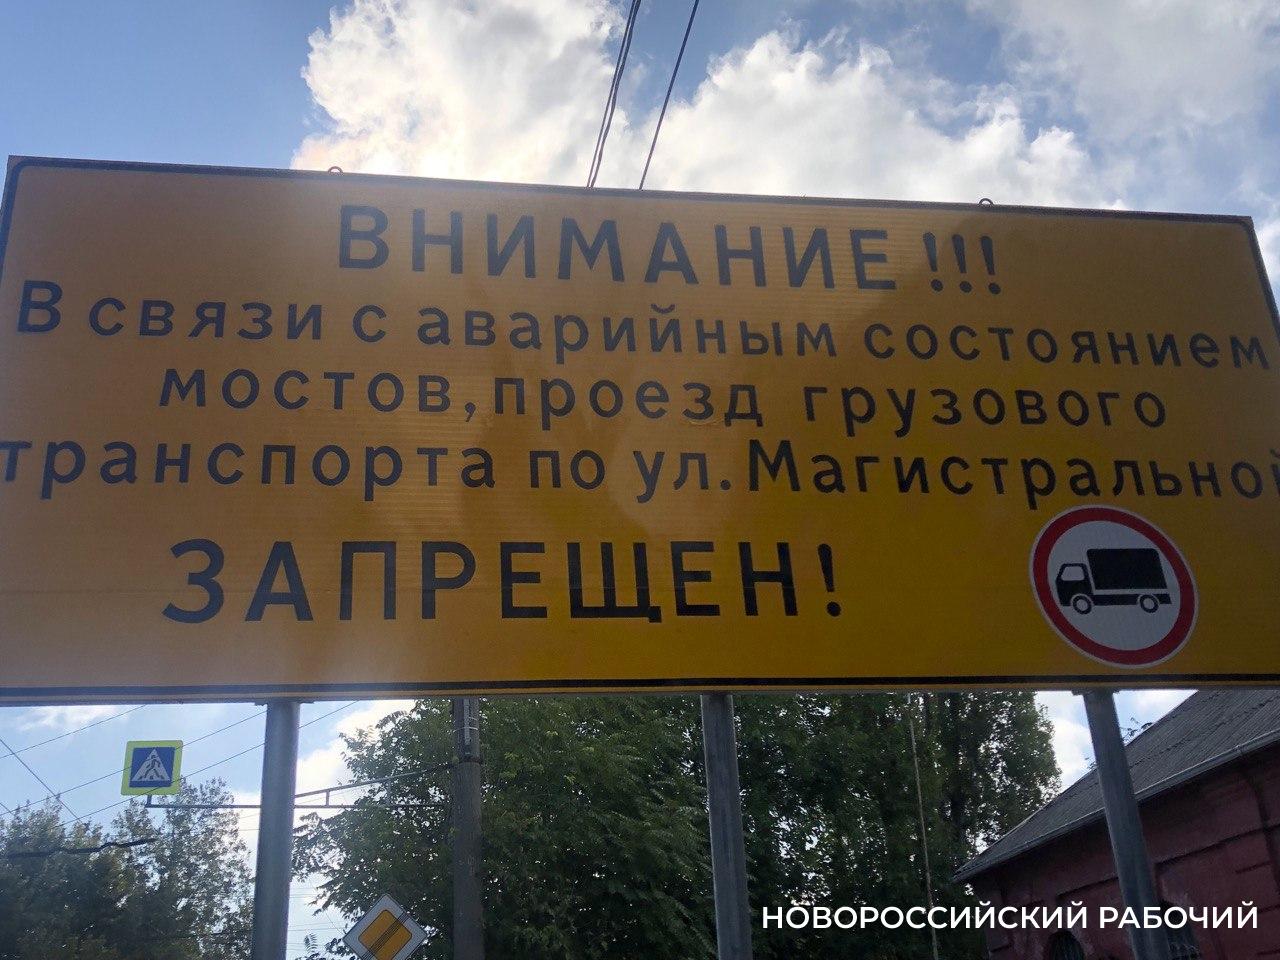 ВНИМАНИЕ!!!
В связи с аварийным состоянием
мостов, проезд грузового
транспорта по ул. Магистральной
ЗАПРЕЩЕН!
НОВОРОССИЙСКИЙ РАБОЧИЙ